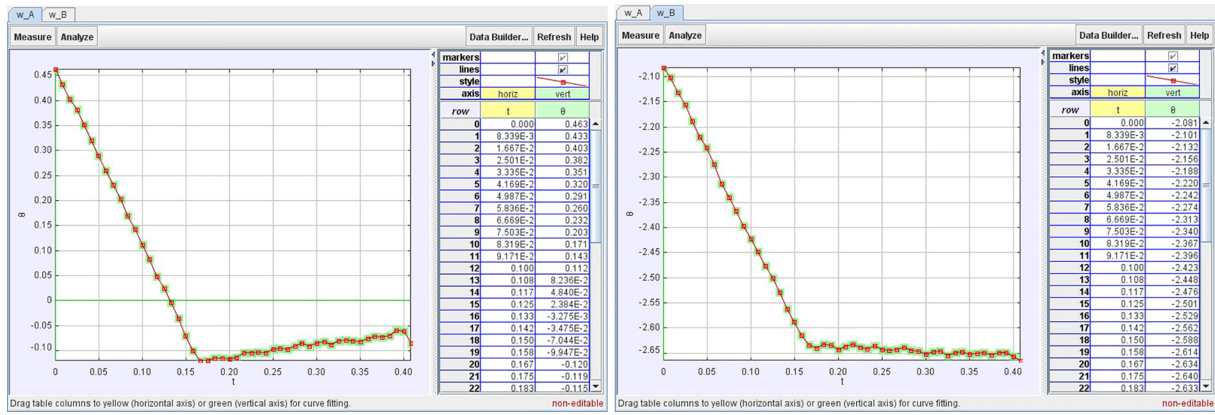 w_A w_B
Measure Analyze Data Builder... Refresh Help
0.45
0.40
0.35
0.30
0.25
0.20
0.15
0.10
0.05
0
-0.05
-0.10
θ
0 0.05 0.10 0.15 0.20 0.25 0.30 0.35 0.40
t
markers
lines
style
axis horiz vert
row t θ
0 0.000 0.463
1 8.339E-3 0.433
2 1.667E-2 0.403
3 2.501E-2 0.382
4 3.335E-2 0.351
5 4.169E-2 0.320
6 4.987E-2 0.291
7 5.836E-2 0.260
8 6.669E-2 0.232
9 7.503E-2 0.203
10 8.319E-2 0.171
11 9.171E-2 0.143
12 0.100 0.112
13 0.108 8.236E-2
14 0.117 4.840E-2
15 0.125 2.384E-2
16 0.133 -3.275E-3
17 0.142 -3.475E-2
18 0.150 -7.044E-2
19 0.158 -9.947E-2
20 0.167 -0.120
21 0.175 -0.119
22 0.183 -0.115
Drag table columns to yellow (horizontal axis) or green (vertical axis) for curve fitting. non-editable
w_A w_B
Measure Analyze Data Builder... Refresh Help
-2.10
-2.15
-2.20
-2.25
-2.30
-2.35
-2.40
-2.45
-2.50
-2.55
-2.60
-2.65
θ
0 0.05 0.10 0.15 0.20 0.25 0.30 0.35 0.40
t
markers
lines
style
axis horiz vert
row t θ
0 0.000 -2.081
1 8.339E-3 -2.101
2 1.667E-2 -2.132
3 2.501E-2 -2.156
4 3.335E-2 -2.188
5 4.169E-2 -2.220
6 4.987E-2 -2.242
7 5.836E-2 -2.274
8 6.669E-2 -2.313
9 7.503E-2 -2.340
10 8.319E-2 -2.367
11 9.171E-2 -2.396
12 0.100 -2.423
13 0.108 -2.448
14 0.117 -2.476
15 0.125 -2.501
16 0.133 -2.529
17 0.142 -2.562
18 0.150 -2.588
19 0.158 -2.614
20 0.167 -2.634
21 0.175 -2.640
22 0.183 -2.633
Drag table columns to yellow (horizontal axis) or green (vertical axis) for curve fitting. non-editable